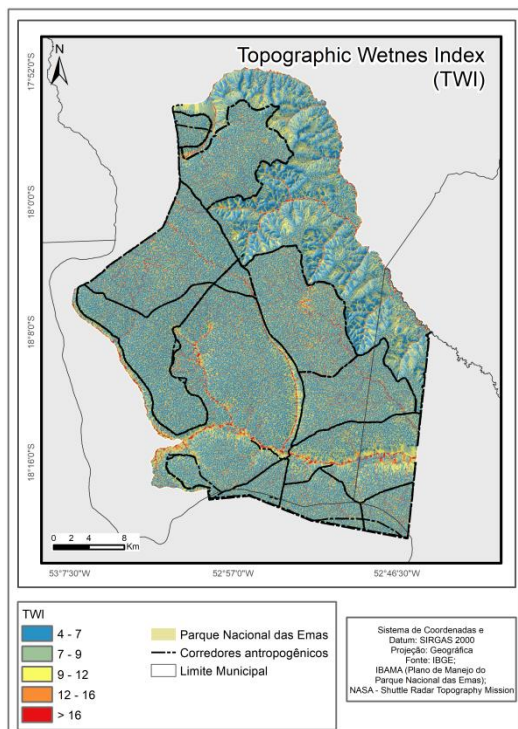 Topographic Wetnes Index
(TWI)
N
17°52'0"S
18°0'0"S
18°8'0"S
18°16'0"S
0 2 4 8
Km
53°7'30"W 52°57'0"W 52°46'30"W
TWI
4 - 7
7 - 9
9 - 12
12 - 16
> 16
Parque Nacional das Emas
Corredores antropogênicos
Limite Municipal
Sistema de Coordenadas e
Datum: SIRGAS 2000
Projeção: Geográfica
Fonte: IBGE;
IBAMA (Plano de Manejo do
Parque Nacional das Emas);
NASA - Shuttle Radar Topography Mission